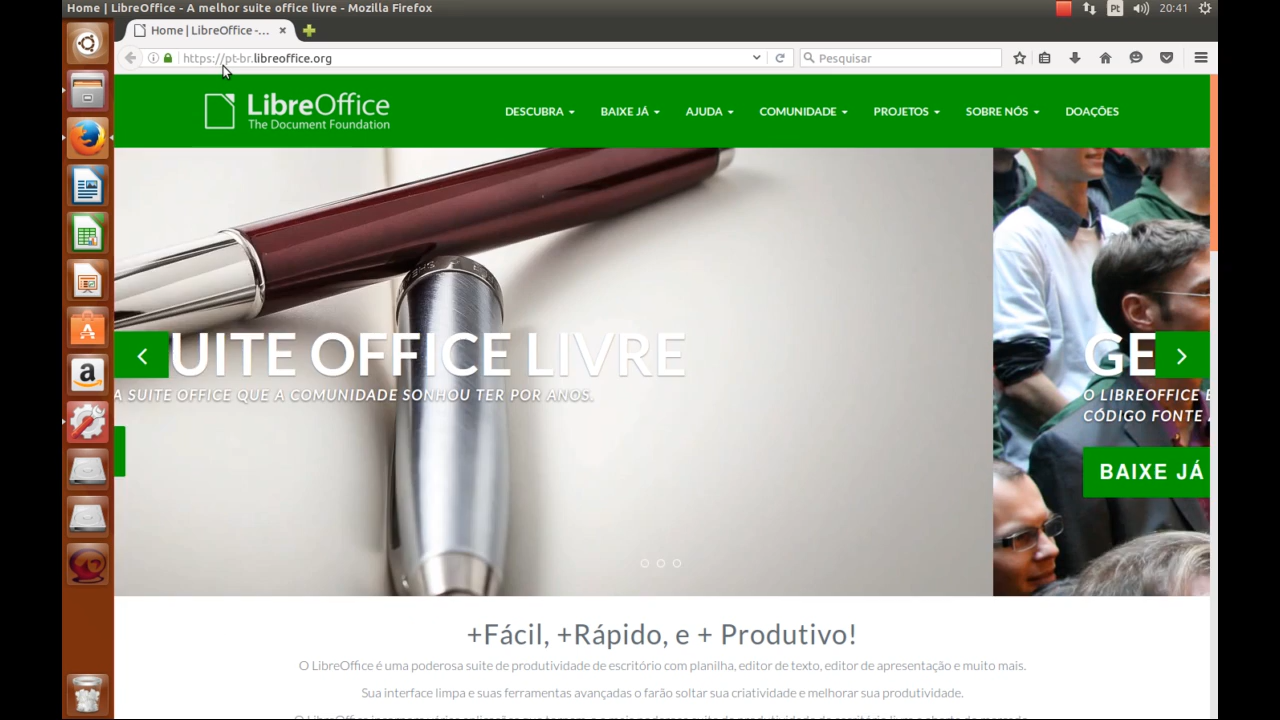 Home | LibreOffice - A melhor suite office livre - Mozilla Firefox
Pt
20:41
Home | LibreOffice -...
https://pt-br.libreoffice.org
Pesquisar
LibreOffice
The Document Foundation
DESCUBRA
BAIXE JÁ
AJUDA
COMUNIDADE
PROJETOS
SOBRE NÓS
DOAÇÕES
UITE OFFICE LIVRE
A SUITE OFFICE QUE A COMUNIDADE SONHOU TER POR ANOS.
GE
O LIBREOFFICE
CÓDIGO FONTE
BAIXE JÁ
+Fácil, +Rápido, e + Produtivo!
O LibreOffice é uma poderosa suite de produtividade de escritório com planilha, editor de texto, editor de apresentação e muito mais.
Sua interface limpa e suas ferramentas avançadas o farão soltar sua criatividade e melhorar sua produtividade.